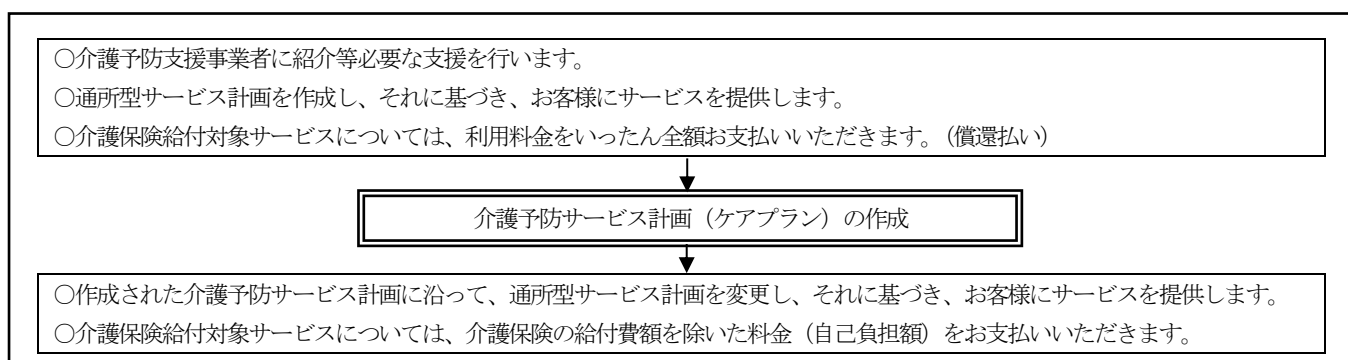 ○介護予防支援事業者に紹介等必要な支援を行います。
○通所型サービス計画を作成し、それに基づき、お客様にサービスを提供します。
○介護保険給付対象サービスについては、利用料金をいったん全額お支払いいただきます。(償還払い)
介護予防サービス計画（ケアプラン）の作成
○作成された介護予防サービス計画に沿って、通所型サービス計画を変更し、それに基づき、お客様にサービスを提供します。
○介護保険給付対象サービスについては、介護保険の給付費額を除いた料金（自己負担額）をお支払いいただきます。